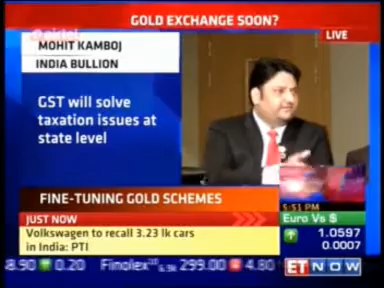 GOLD EXCHANGE SOON?
airtel
MOHIT KAMBOJ
INDIA BULLION
LIVE
GST will solve
taxation issues at
state level
FINE-TUNING GOLD SCHEMES
5:51 PM
JUST NOW
Volkswagen to recall 3.23 lk cars
in India: PTI
Euro Vs $
1.0597
0.0007
8.90 0.20 Finolex 299.00 4.80
ET NOW